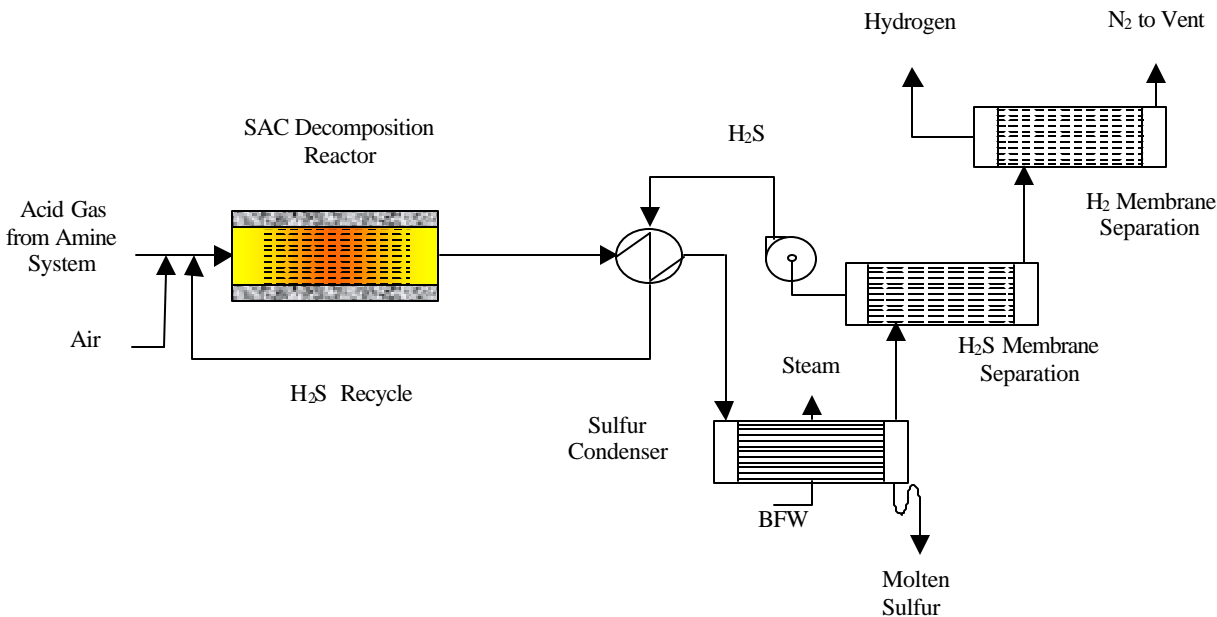 Hydrogen
N₂ to Vent
SAC Decomposition
Reactor
H₂S
Acid Gas
from Amine
System
H₂ Membrane
Separation
Air
H₂S Membrane
Separation
Steam
H₂S Recycle
Sulfur
Condenser
BFW
Molten
Sulfur